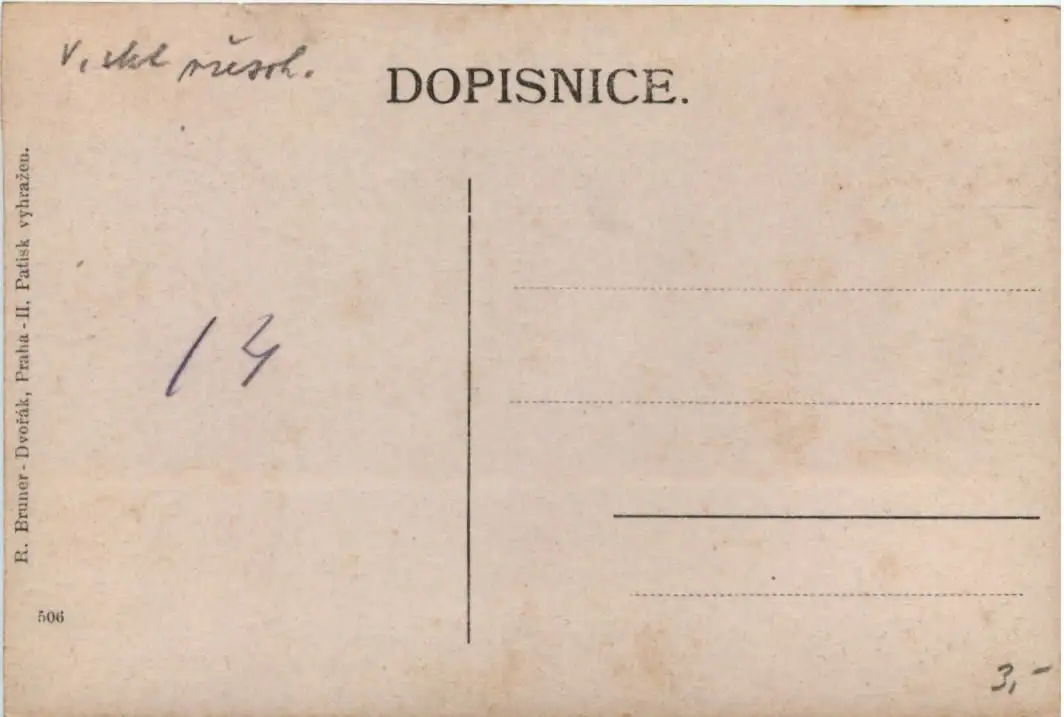 DOPISNICE.
R. Bruner-Dvořák, Praha-II. Patisk vyhražen.
14
506
3,-